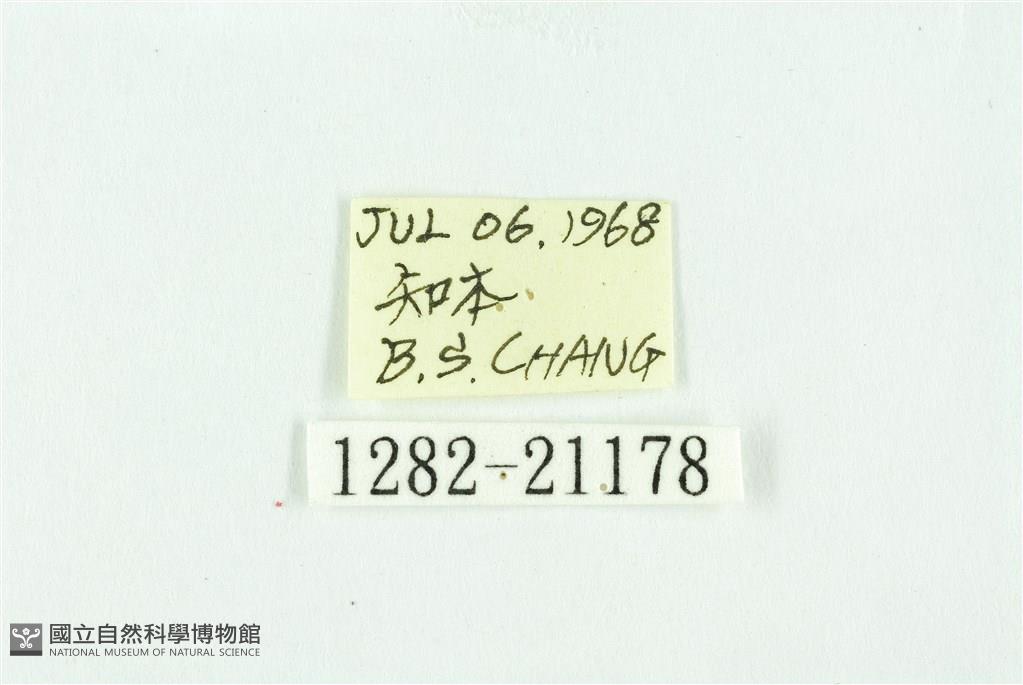 JUL 06, 1968
知本
B.S. CHANG
1282-21178
國立自然科學博物館
NATIONAL MUSEUM OF NATURAL SCIENCE